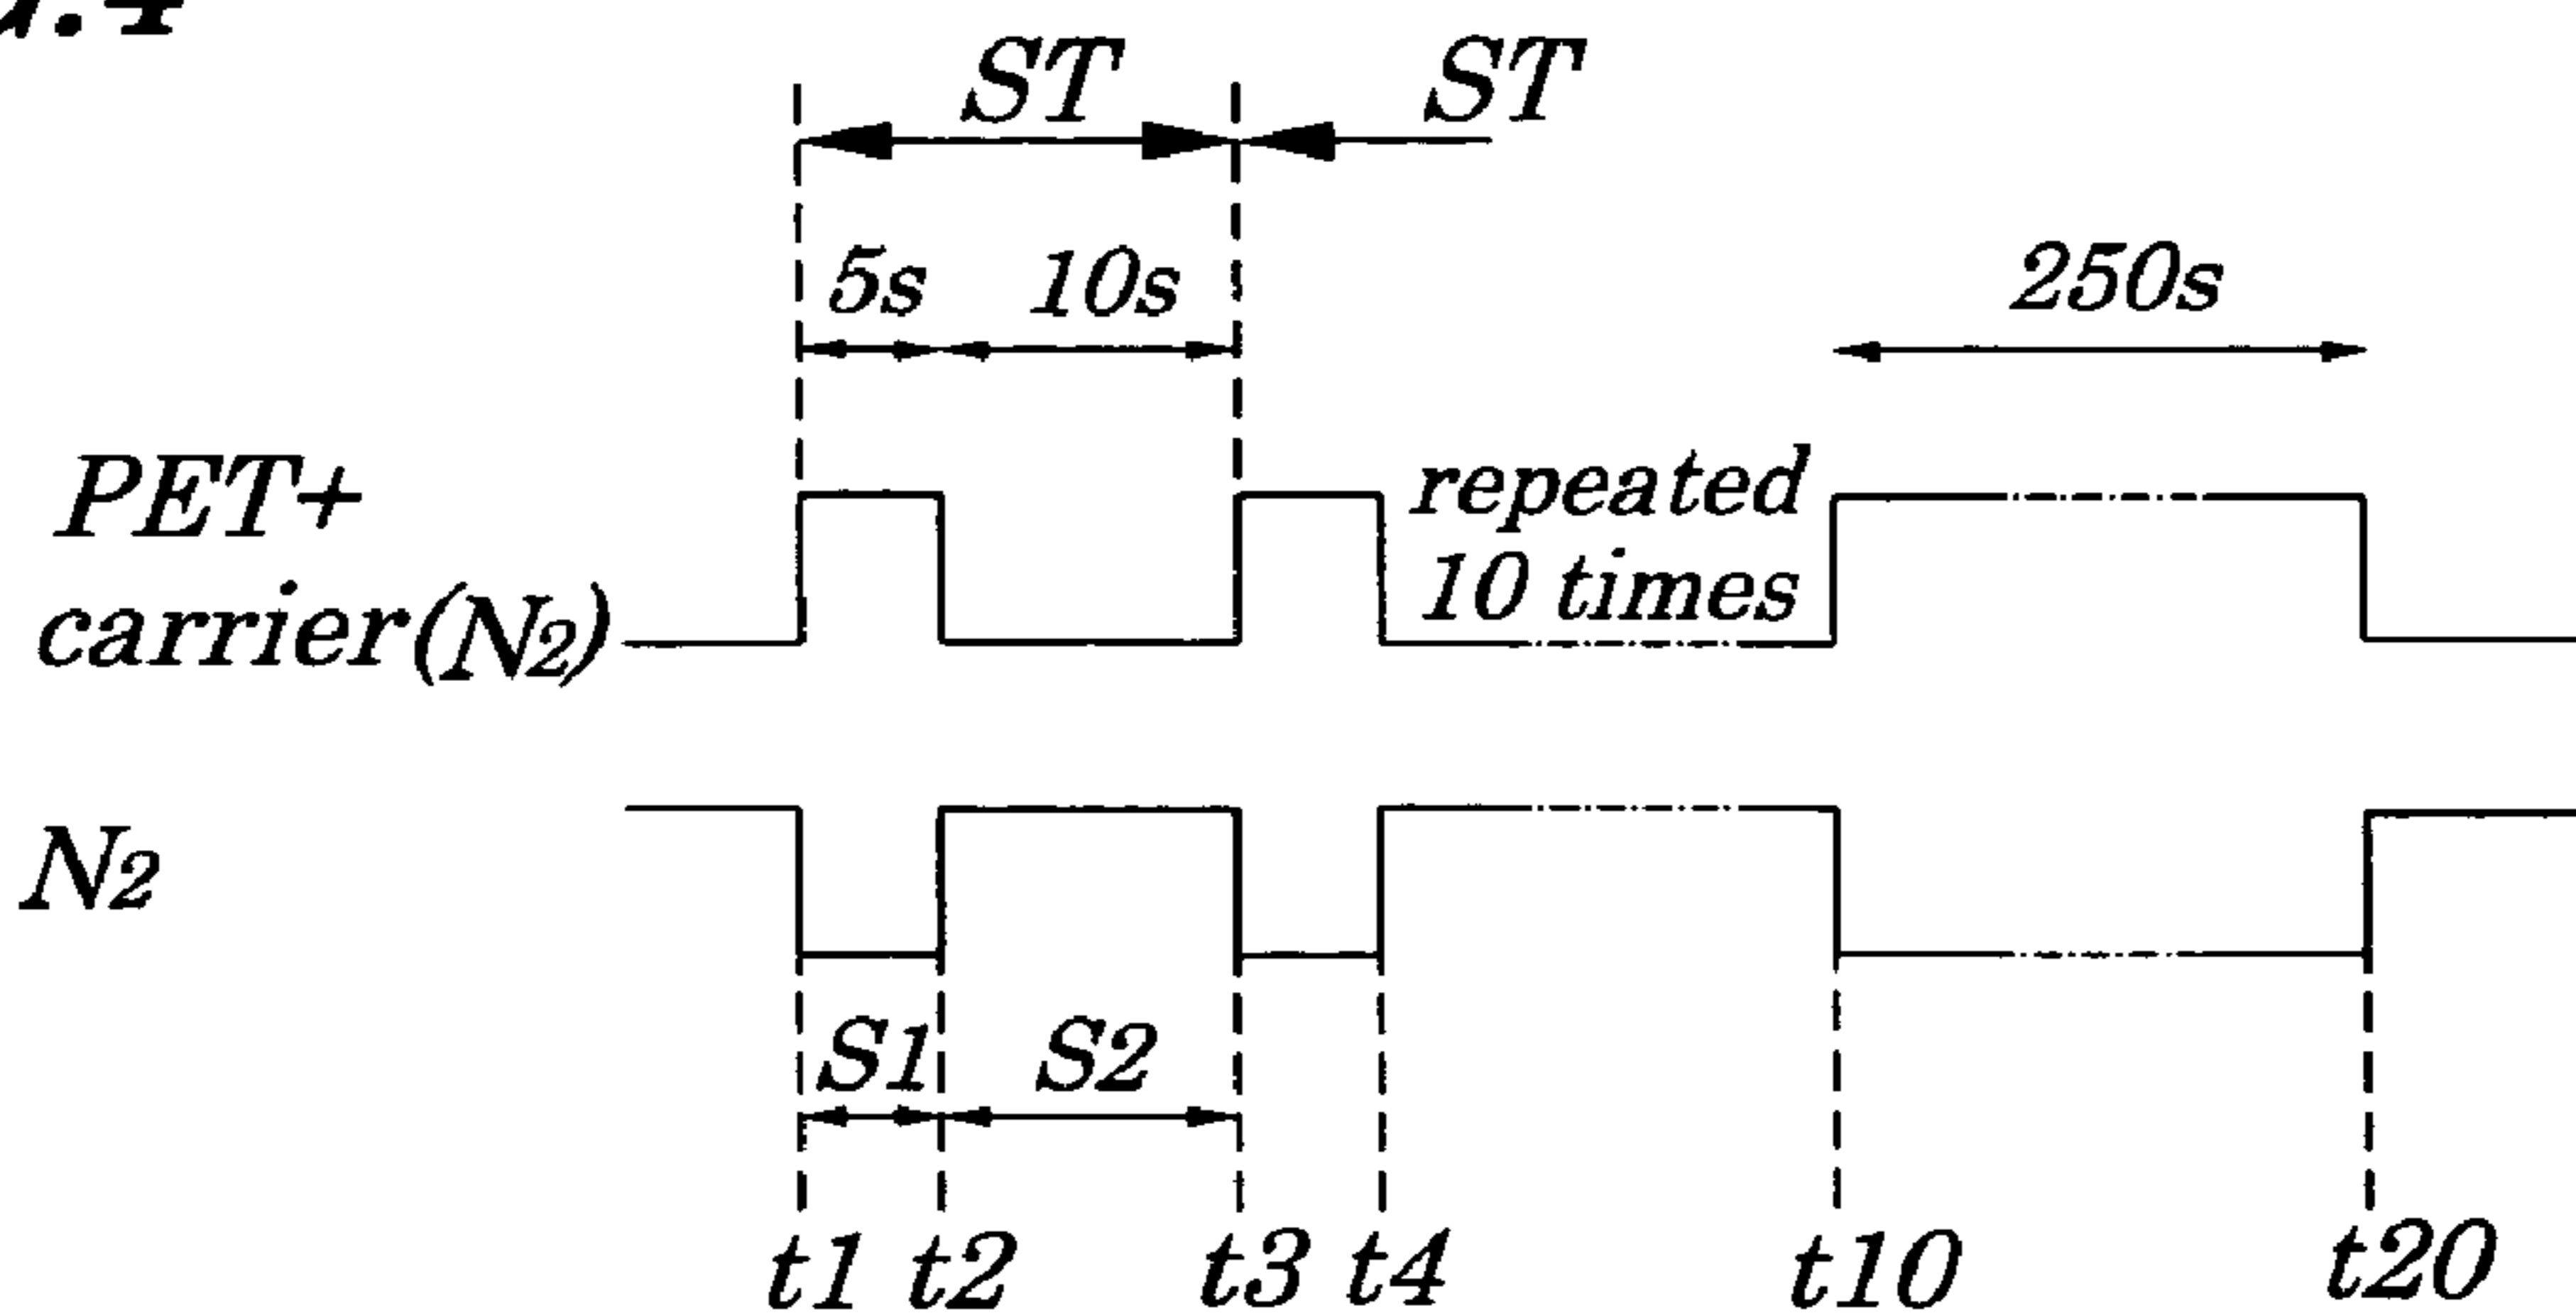 ST ST
5s 10s 250s
PET+
carrier(N2)
repeated
10 times
N2
S1 S2
t1 t2 t3 t4 t10 t20